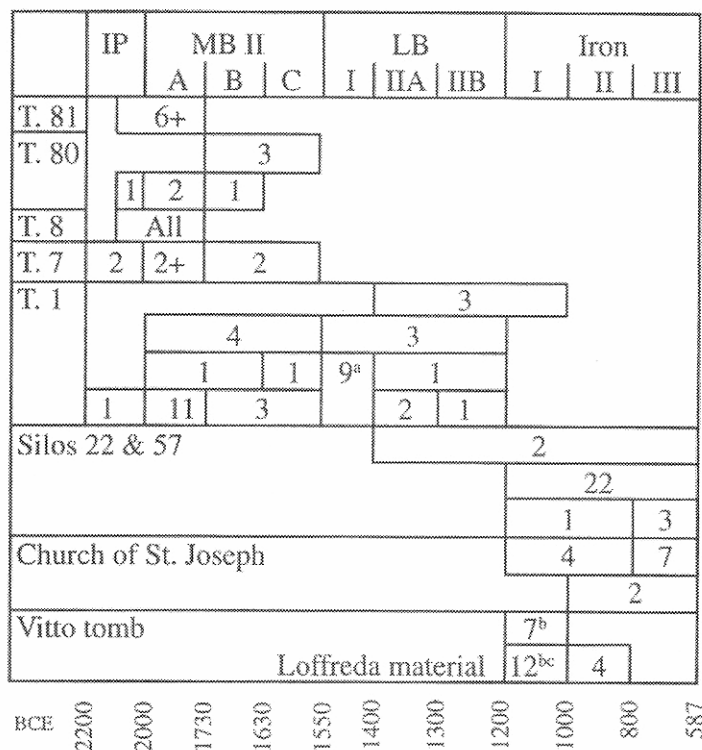 IP MB II LB Iron
A B C I IIA IIB I II III
T. 81 6+
T. 80 3
1 2 1
T. 8 All
T. 7 2 2+ 2
T. 1 3
4 3
1 1 9ᵃ 1
1 11 3 2 1
Silos 22 & 57 2
22
1 3
Church of St. Joseph 4 7
2
Vitto tomb 7ᵇ
Loffreda material 12ᵇᶜ 4
BCE 2200 2000 1730 1630 1550 1400 1300 1200 1000 800 587